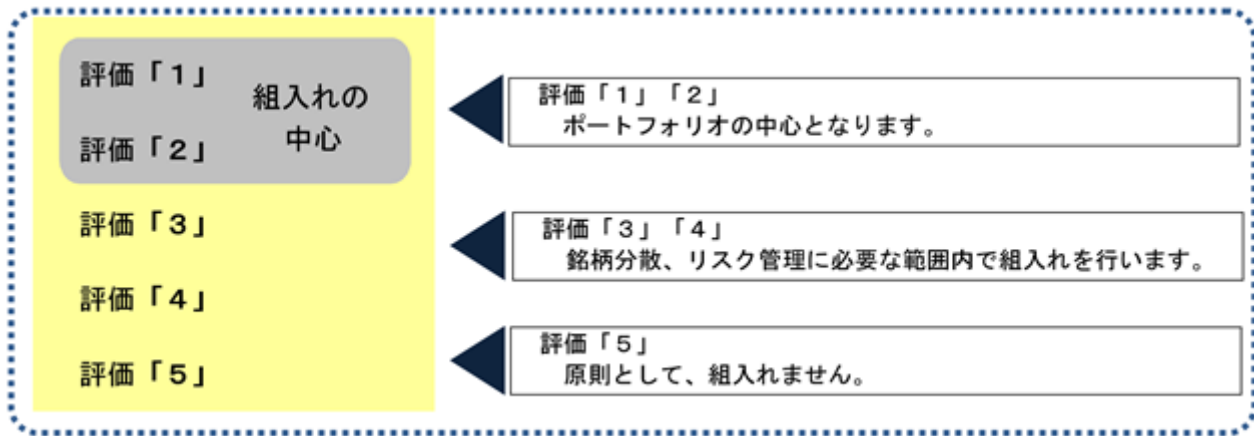 評価「１」
組入れの
中心
評価「２」
評価「３」
評価「４」
評価「５」
評価「１」「２」
ポートフォリオの中心となります。
評価「３」「４」
銘柄分散、リスク管理に必要な範囲内で組入れを行います。
評価「５」
原則として、組入れません。